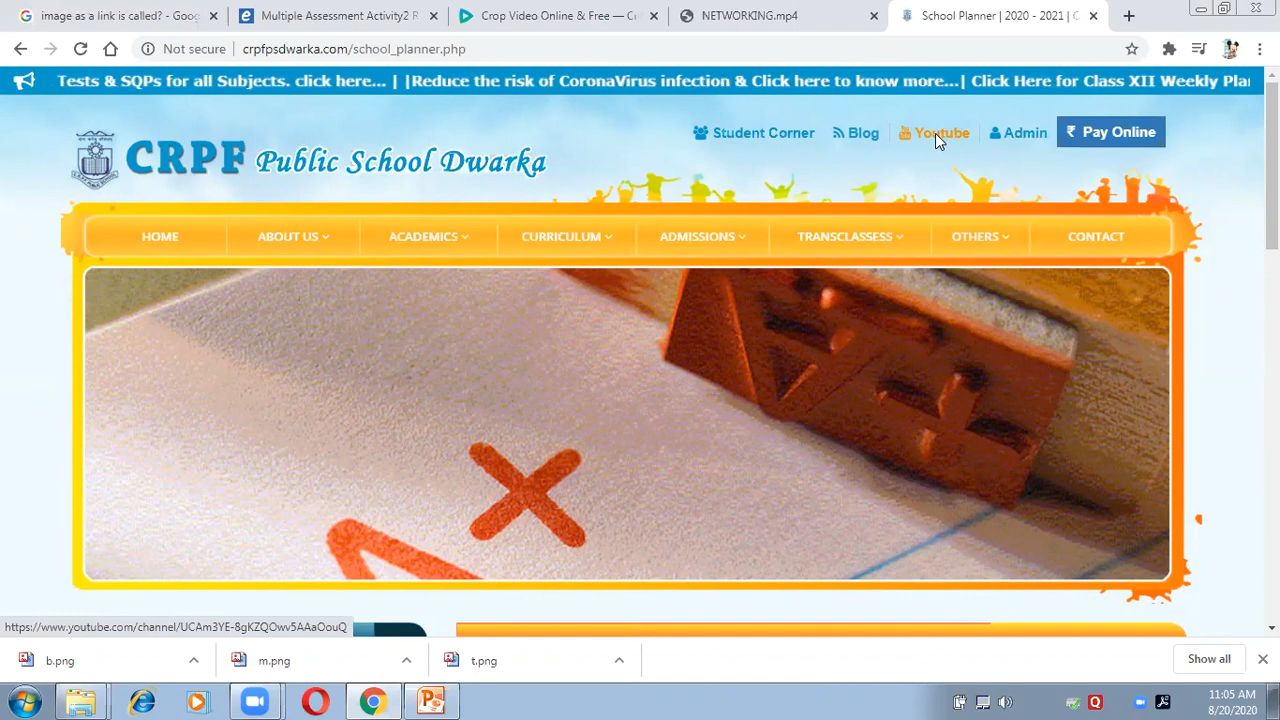 image as a link is called? - Goog
Multiple Assessment Activity2 R
Crop Video Online & Free — C
NETWORKING.mp4
School Planner | 2020 - 2021 | C
Not secure | crpfpsdwarka.com/school_planner.php
Tests & SQPs for all Subjects. click here... | |Reduce the risk of CoronaVirus infection & Click here to know more...| Click Here for Class XII Weekly Plan
Student Corner Blog Youtube Admin ₹ Pay Online
CRPF Public School Dwarka
HOME ABOUT US ACADEMICS CURRICULUM ADMISSIONS TRANSCLASSESS OTHERS CONTACT
https://www.youtube.com/channel/UCAm3YE-8gKZQOwv5AAaOouQ
b.png m.png t.png Show all
11:05 AM
8/20/2020